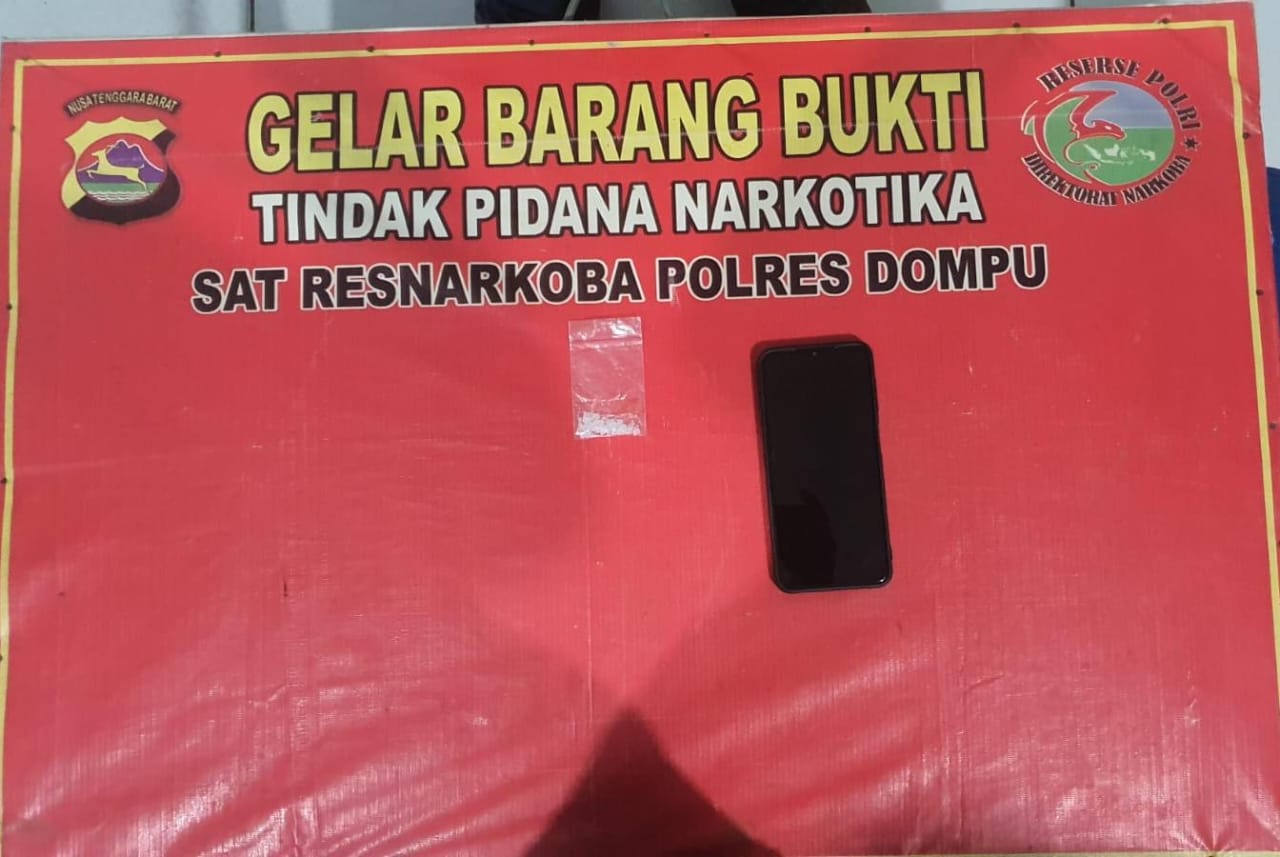 NUSA TENGGARA BARAT
GELAR BARANG BUKTI
TINDAK PIDANA NARKOTIKA
SAT RESNARKOBA POLRES DOMPU
RESERSE POLRI
DIREKTORAT NARKOBA